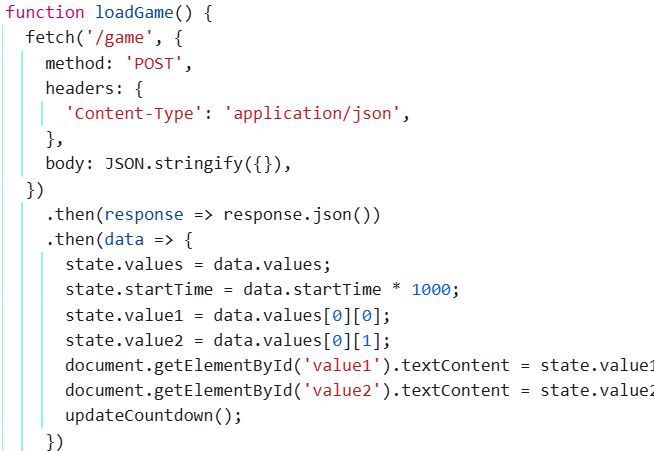 function loadGame() {
  fetch('/game', {
    method: 'POST',
    headers: {
      'Content-Type': 'application/json',
    },
    body: JSON.stringify({}),
  })
    .then(response => response.json())
    .then(data => {
      state.values = data.values;
      state.startTime = data.startTime * 1000;
      state.value1 = data.values[0][0];
      state.value2 = data.values[0][1];
      document.getElementById('value1').textContent = state.value1
      document.getElementById('value2').textContent = state.value2
      updateCountdown();
    })